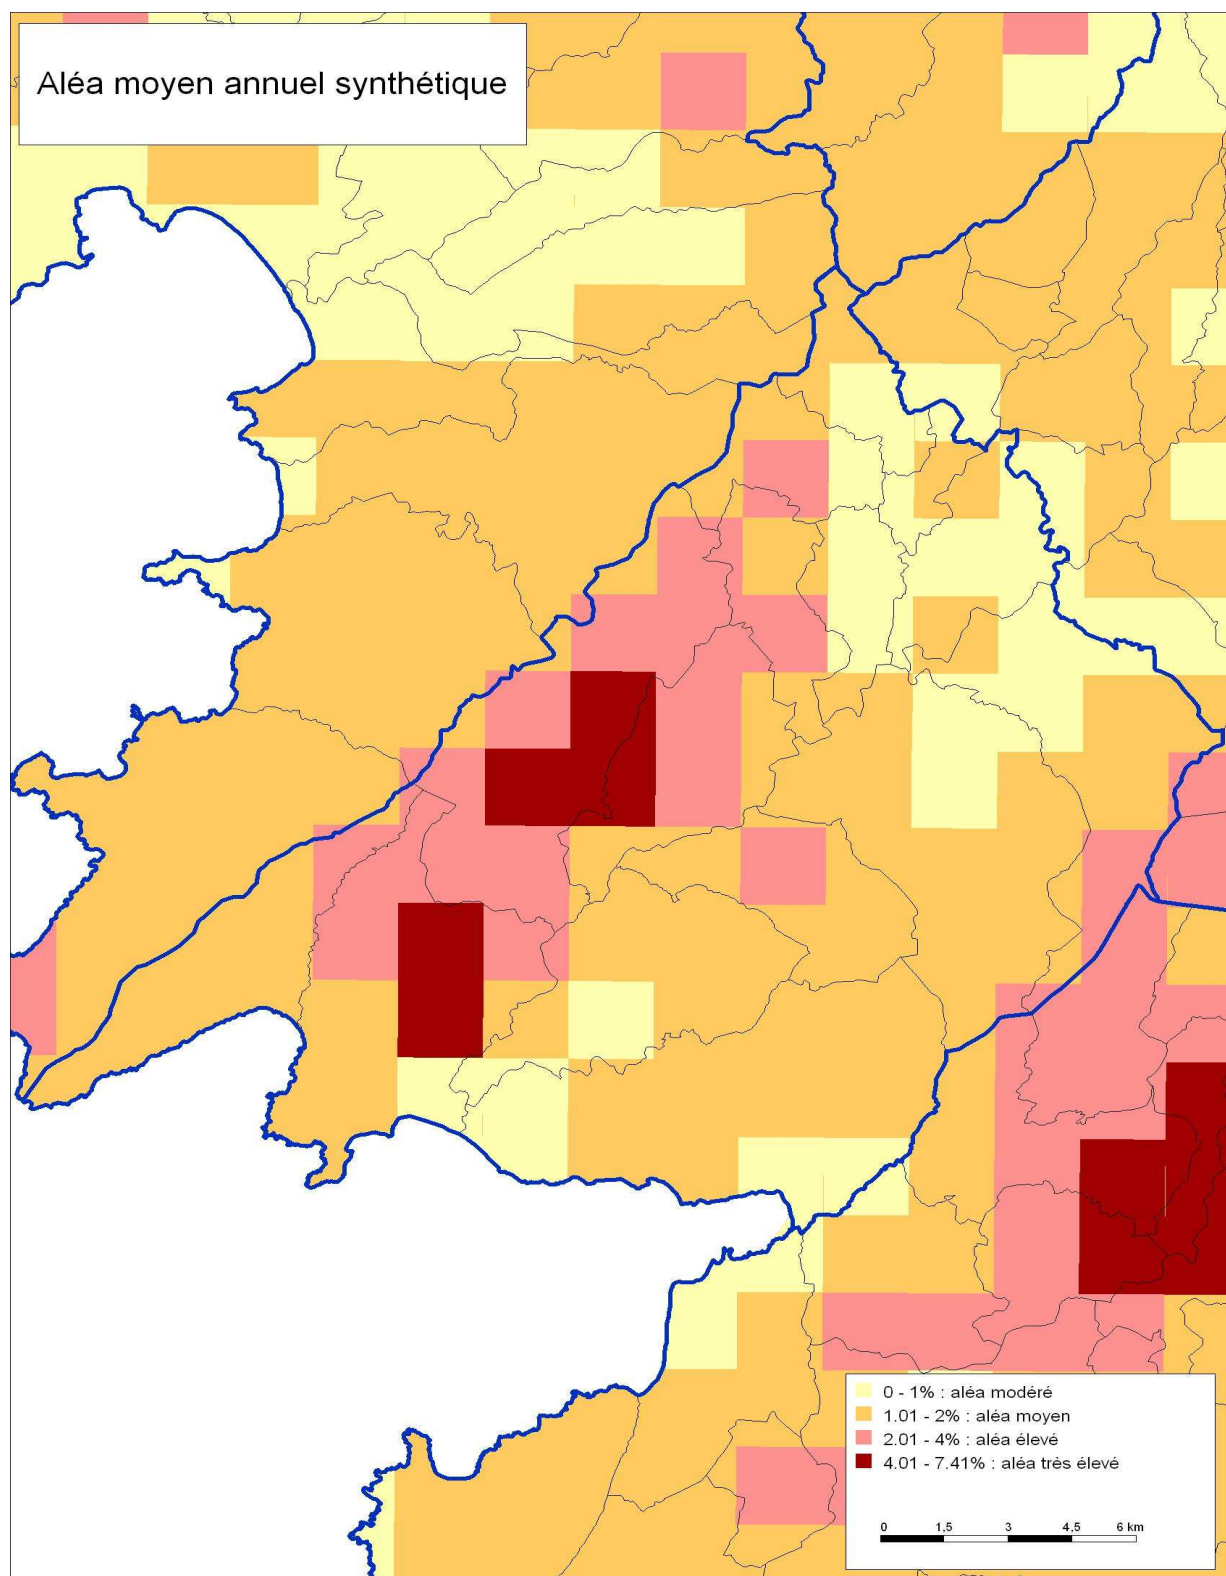 Aléa moyen annuel synthétique
0 - 1% : aléa modéré
1.01 - 2% : aléa moyen
2.01 - 4% : aléa élevé
4.01 - 7.41% : aléa très élevé
0 1,5 3 4,5 6 km